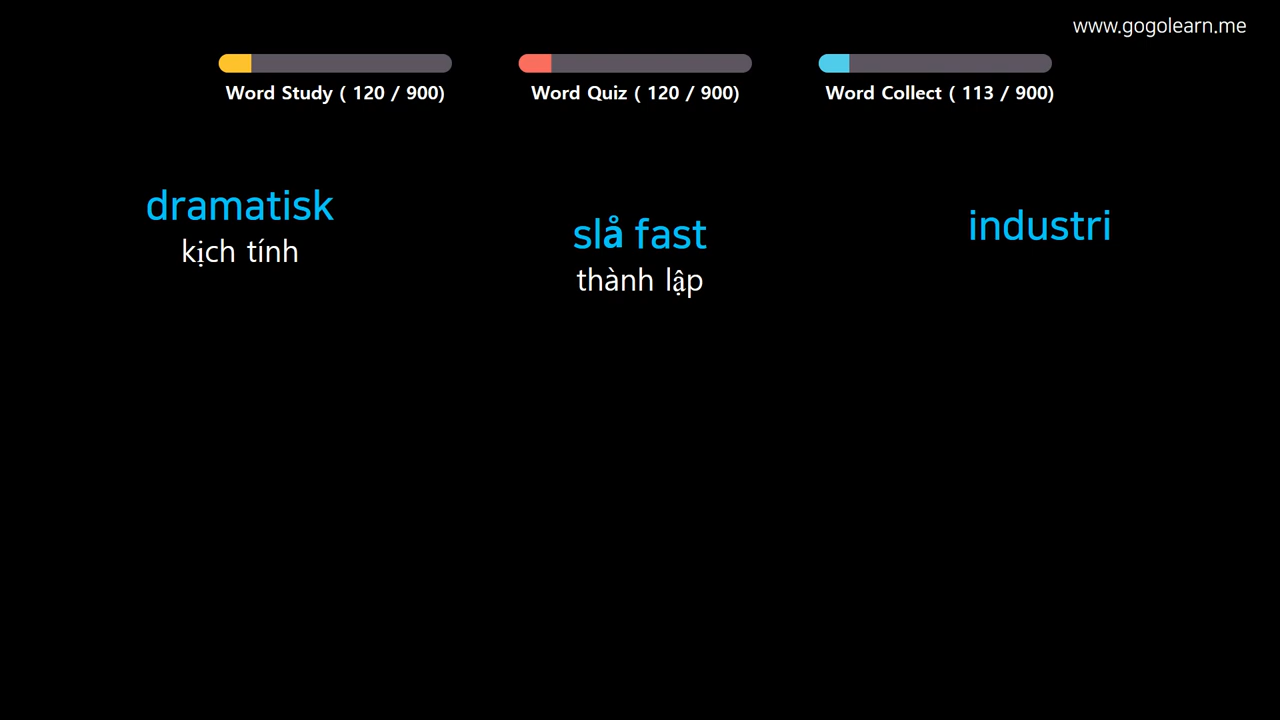 www.gogolearn.me
Word Study ( 120 / 900)
Word Quiz ( 120 / 900)
Word Collect ( 113 / 900)
dramatisk
kịch tính
slå fast
thành lập
industri